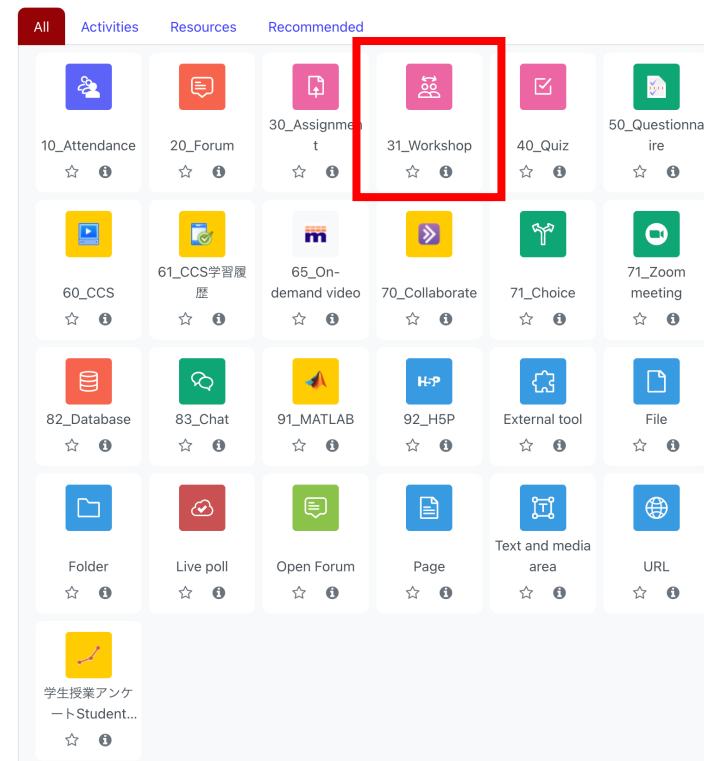 All Activities Resources Recommended
10_Attendance
20_Forum
30_Assignmen
t
31_Workshop
40_Quiz
50_Questionna
ire
60_CCS
61_CCS学習履
歴
65_On-
demand video
70_Collaborate
71_Choice
71_Zoom
meeting
82_Database
83_Chat
91_MATLAB
H5P
92_H5P
External tool
File
Folder
Live poll
Open Forum
Page
T
Text and media
area
URL
学生授業アンケ
ートStudent...